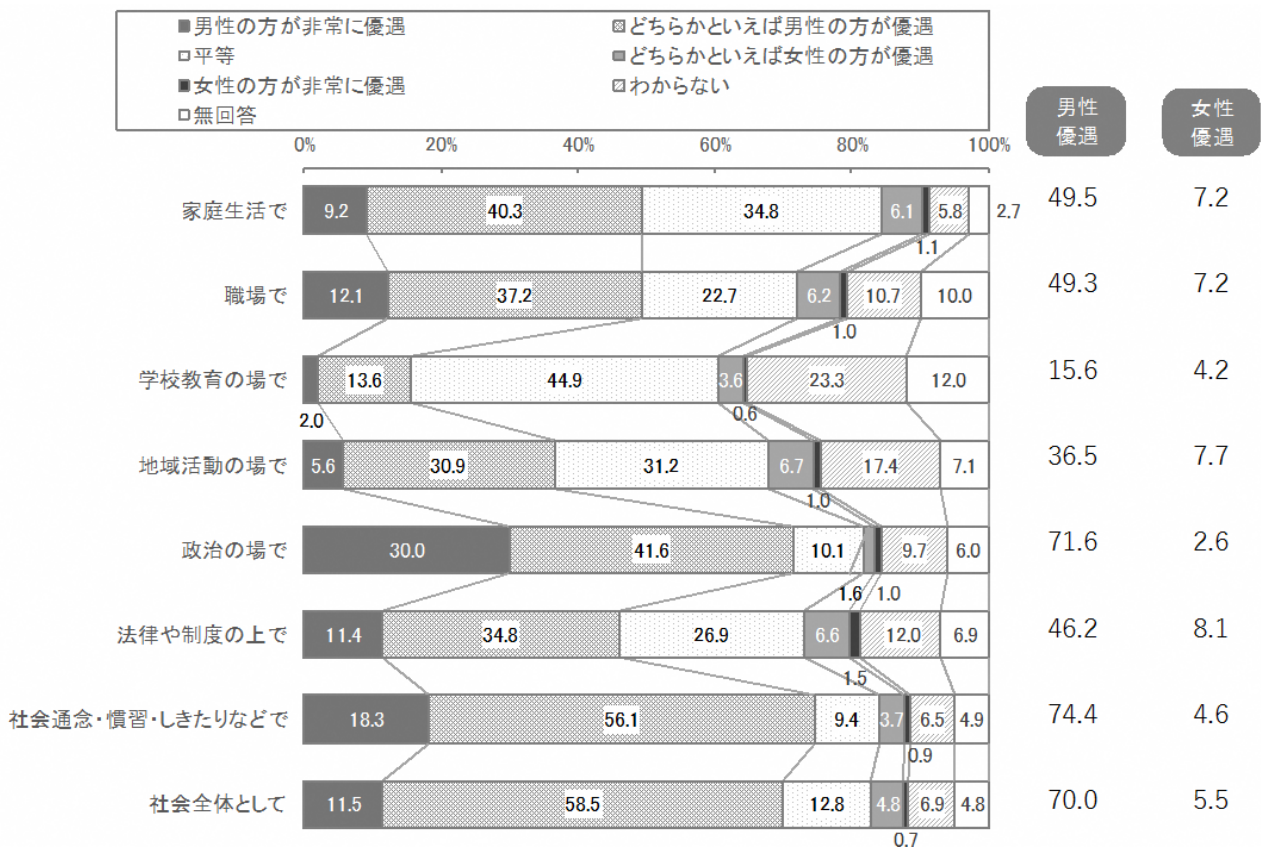 男性の方が非常に優遇 どちらかといえば男性の方が優遇
平等 どちらかといえば女性の方が優遇
女性の方が非常に優遇 わからない
無回答
男性
優遇
女性
優遇
0% 20% 40% 60% 80% 100%
家庭生活で 9.2 40.3 34.8 6.1 5.8 2.7 49.5 7.2
1.1
職場で 12.1 37.2 22.7 6.2 10.7 10.0 49.3 7.2
1.0
学校教育の場で 13.6 44.9 3.6 23.3 12.0 15.6 4.2
2.0 0.6
地域活動の場で 5.6 30.9 31.2 6.7 17.4 7.1 36.5 7.7
1.0
政治の場で 30.0 41.6 10.1 9.7 6.0 71.6 2.6
1.6 1.0
法律や制度の上で 11.4 34.8 26.9 6.6 12.0 6.9 46.2 8.1
1.5
社会通念・慣習・しきたりなどで 18.3 56.1 9.4 3.7 6.5 4.9 74.4 4.6
0.9
社会全体として 11.5 58.5 12.8 4.8 6.9 4.8 70.0 5.5
0.7